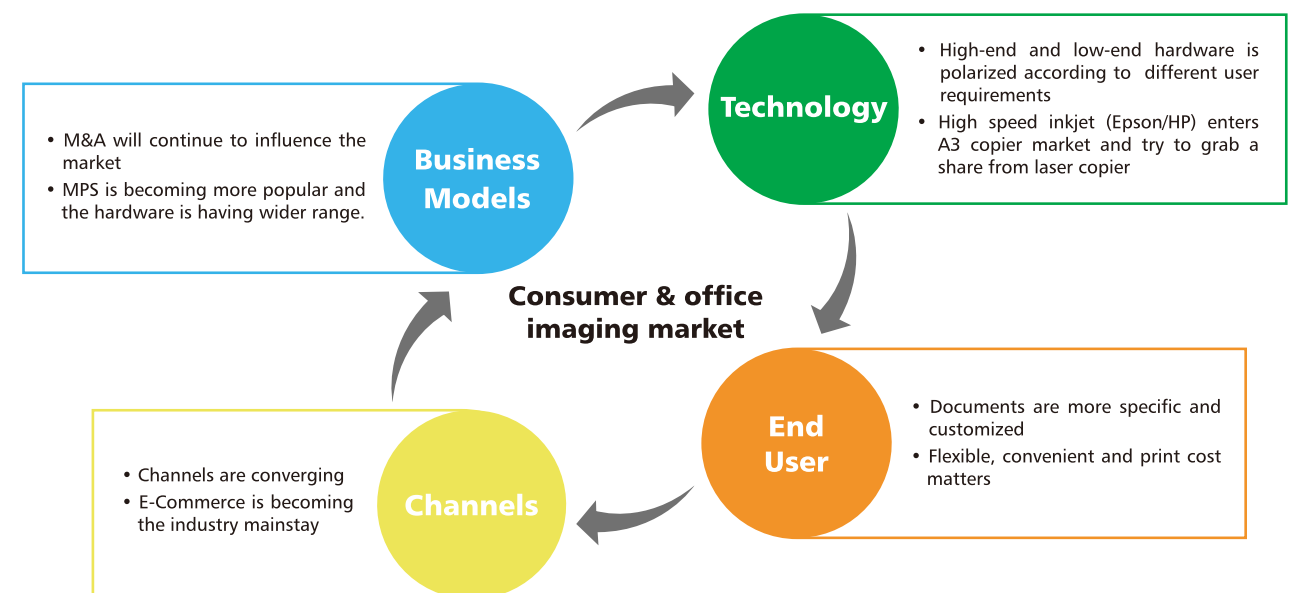 • High-end and low-end hardware is
polarized according to different user
requirements
• High speed inkjet (Epson/HP) enters
A3 copier market and try to grab a
share from laser copier
Technology
• M&A will continue to influence the
market
• MPS is becoming more popular and
the hardware is having wider range.
Business
Models
Consumer & office
imaging market
End
User
• Documents are more specific and
customized
• Flexible, convenient and print cost
matters
• Channels are converging
• E-Commerce is becoming
the industry mainstay
Channels